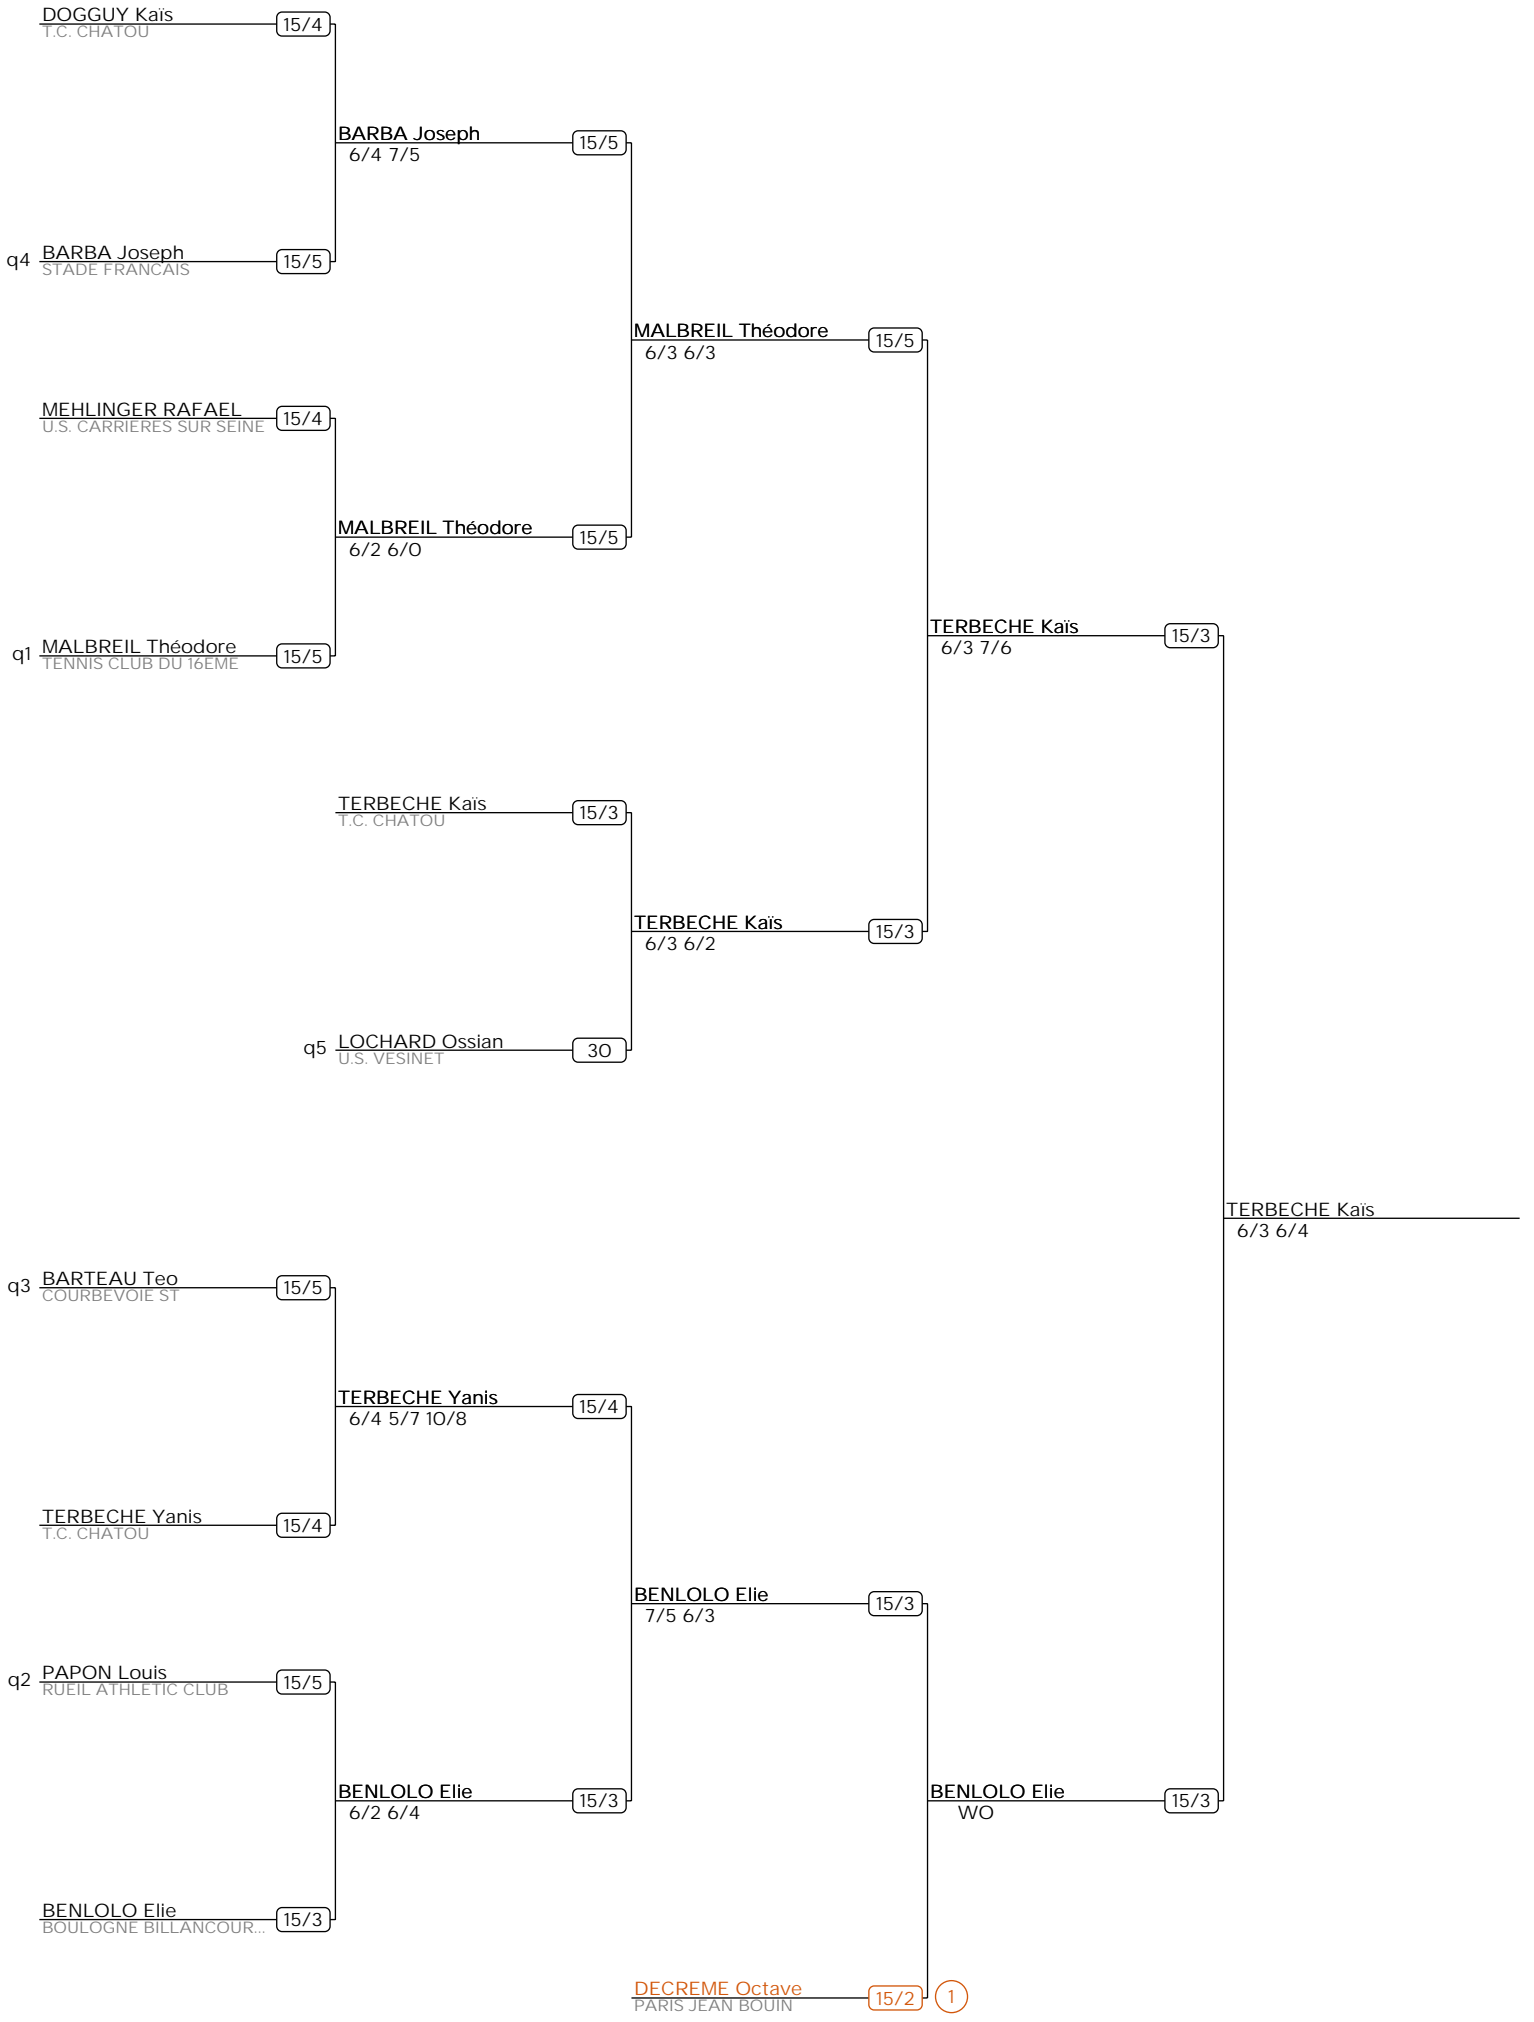 DOGGUY Kaïs
T.C. CHATOU
15/4
BARBA Joseph
6/4 7/5
15/5
q4
BARBA Joseph
STADE FRANCAIS
15/5
MALBREIL Théodore
6/3 6/3
15/5
MEHLINGER RAFAEL
U.S. CARRIERES SUR SEINE
15/4
MALBREIL Théodore
6/2 6/0
15/5
q1
MALBREIL Théodore
TENNIS CLUB DU 16EME
15/5
TERBECHE Kaïs
6/3 7/6
15/3
TERBECHE Kaïs
T.C. CHATOU
15/3
TERBECHE Kaïs
6/3 6/2
15/3
q5
LOCHARD Ossian
U.S. VESINET
30
TERBECHE Kaïs
6/3 6/4
q3
BARTEAU Teo
COURBEVOIE ST
15/5
TERBECHE Yanis
6/4 5/7 10/8
15/4
TERBECHE Yanis
T.C. CHATOU
15/4
BENLOLO Elie
7/5 6/3
15/3
q2
PAPON Louis
RUEIL ATHLETIC CLUB
15/5
BENLOLO Elie
6/2 6/4
15/3
BENLOLO Elie
WO
15/3
BENLOLO Elie
BOULOGNE BILLANCOUR...
15/3
DECREME Octave
PARIS JEAN BOUIN
15/2
1